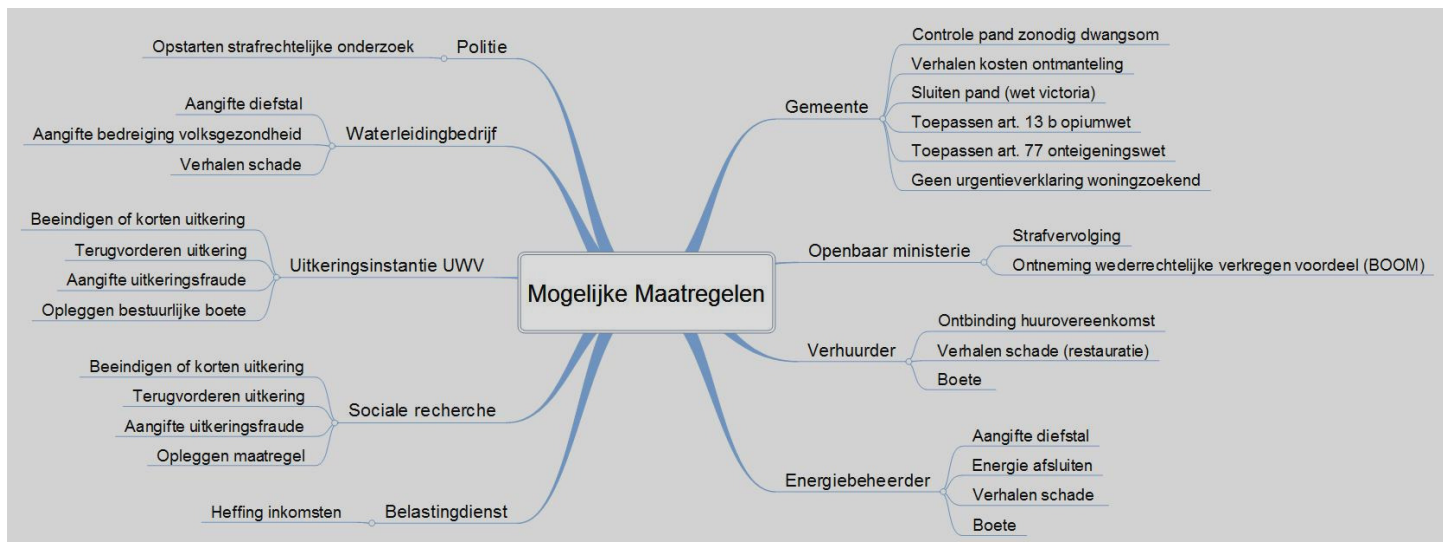 Mogelijke Maatregelen
Politie
Opstarten strafrechtelijke onderzoek
Waterleidingbedrijf
Aangifte diefstal
Aangifte bedreiging volksgezondheid
Verhalen schade
Uitkeringsinstantie UWV
Beeindigen of korten uitkering
Terugvorderen uitkering
Aangifte uitkeringsfraude
Opleggen bestuurlijke boete
Sociale recherche
Beeindigen of korten uitkering
Terugvorderen uitkering
Aangifte uitkeringsfraude
Opleggen maatregel
Belastingdienst
Heffing inkomsten
Gemeente
Controle pand zonodig dwangsom
Verhalen kosten ontmanteling
Sluiten pand (wet victoria)
Toepassen art. 13 b opiumwet
Toepassen art. 77 onteigeningswet
Geen urgentieverklaring woningzoekend
Openbaar ministerie
Strafvervolging
Ontneming wederrechtelijke verkregen voordeel (BOOM)
Verhuurder
Ontbinding huurovereenkomst
Verhalen schade (restauratie)
Boete
Energiebeheerder
Aangifte diefstal
Energie afsluiten
Verhalen schade
Boete